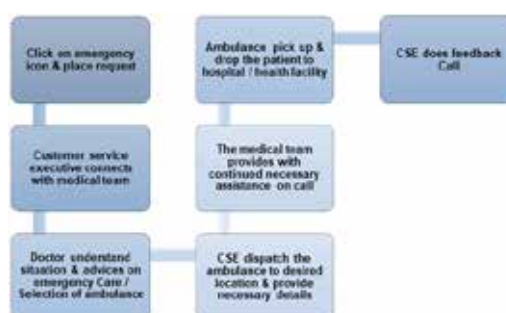 Click on emergency
icon & place request
Customer service
executive connects
with medical team
Doctor understand
situation & advices on
emergency Care /
Selection of ambulance
CSE dispatch the
ambulance to desired
location & provide
necessary details
The medical team
provides with
continued necessary
assistance on call
Ambulance pick up &
drop the patient to
hospital / health facility
CSE does feedback
Call